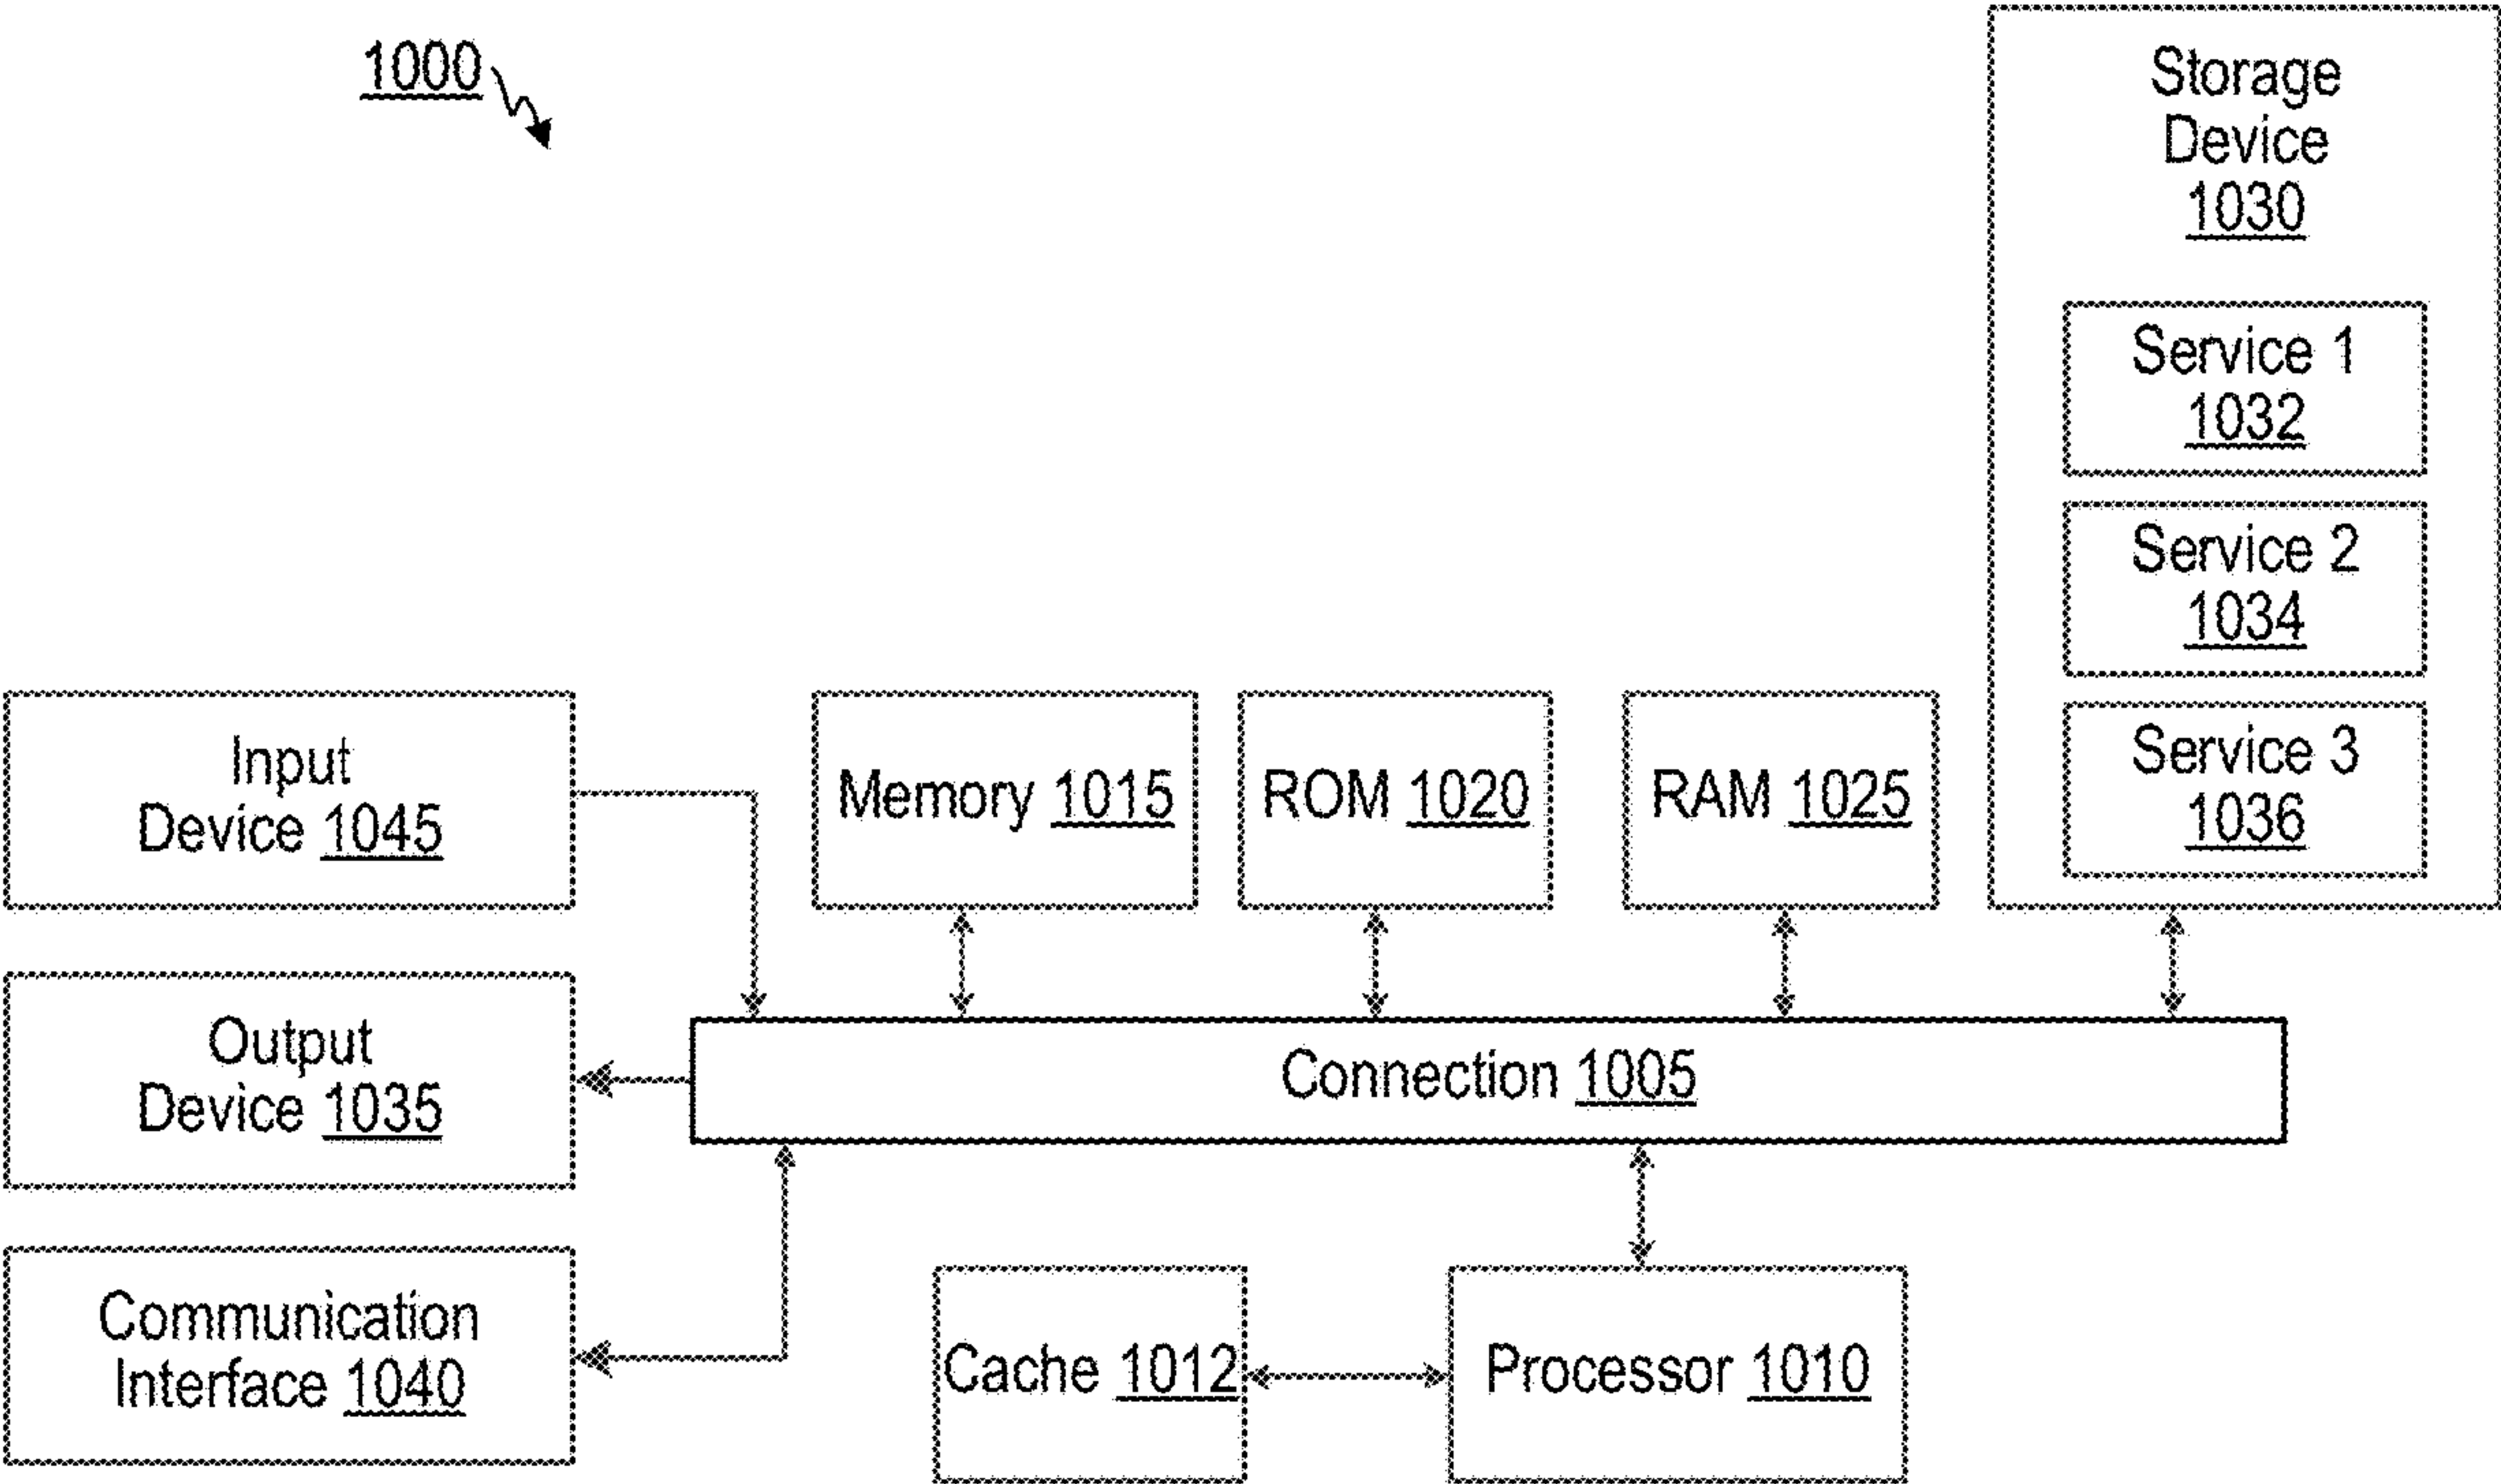 1000
Storage
Device
1030
Service 1
1032
Service 2
1034
Service 3
1036
Input
Device 1045
Memory 1015
ROM 1020
RAM 1025
Output
Device 1035
Connection 1005
Communication
Interface 1040
Cache 1012
Processor 1010